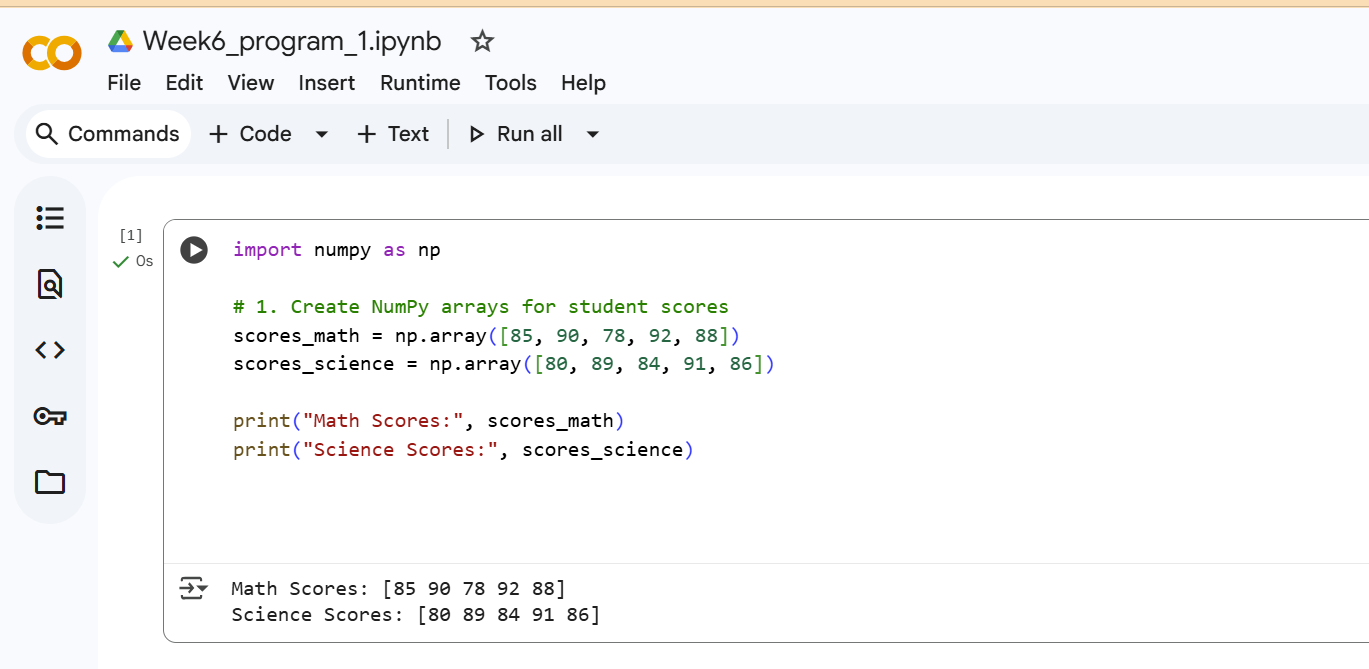 Week6_program_1.ipynb
File Edit View Insert Runtime Tools Help
Commands + Code + Text Run all
[1]
0s
import numpy as np
# 1. Create NumPy arrays for student scores
scores_math = np.array([85, 90, 78, 92, 88])
scores_science = np.array([80, 89, 84, 91, 86])
print("Math Scores:", scores_math)
print("Science Scores:", scores_science)
Math Scores: [85 90 78 92 88]
Science Scores: [80 89 84 91 86]